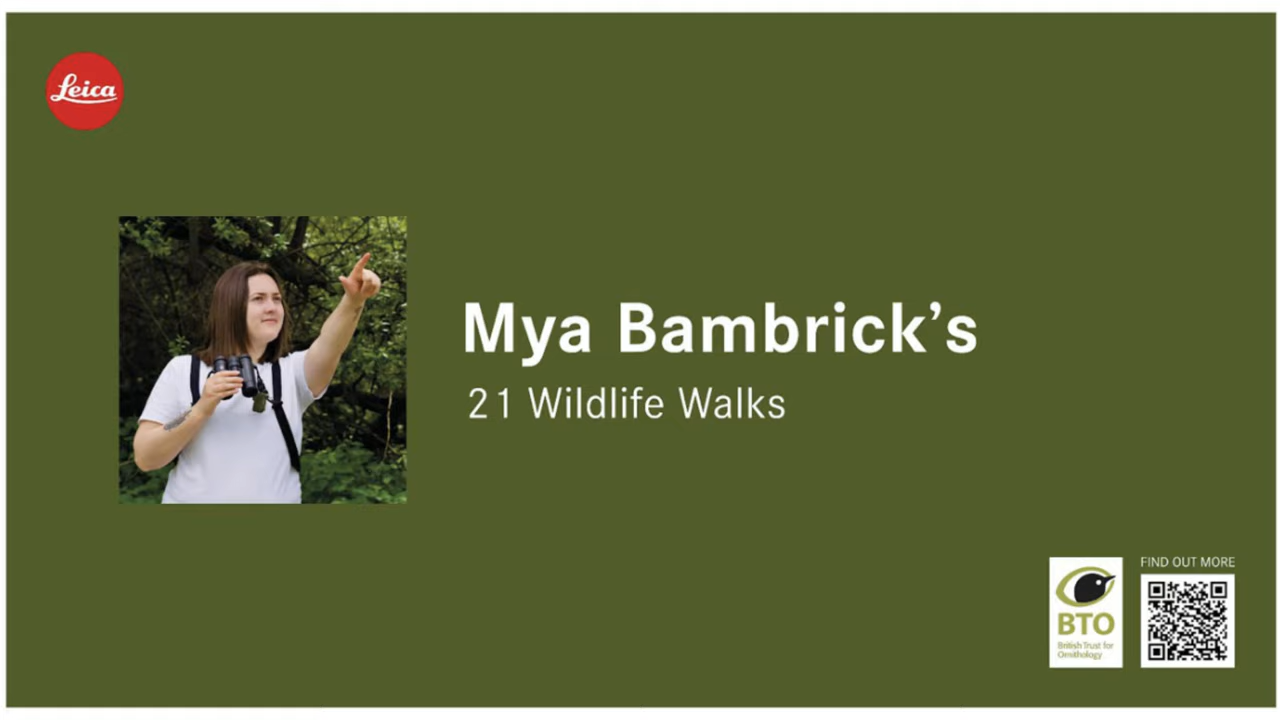 Leica
Mya Bambrick's
21 Wildlife Walks
FIND OUT MORE
BTO
British Trust for
Ornithology